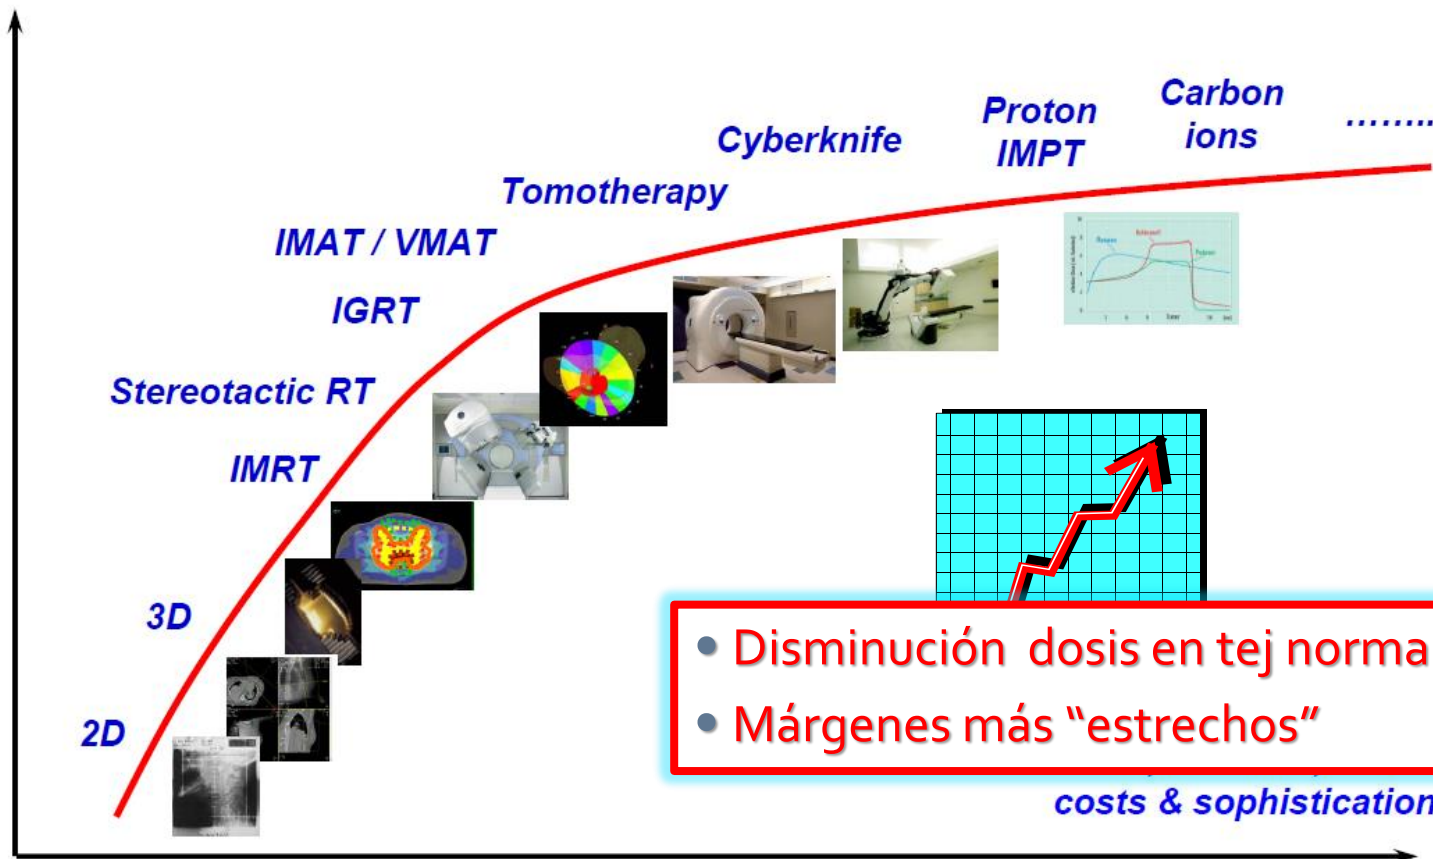 Carbon
ions
Proton
IMPT
……..
Cyberknife
Tomotherapy
IMAT / VMAT
IGRT
Stereotactic RT
IMRT
3D
2D
• Disminución  dosis en tej norma
• Márgenes más “estrechos”
costs & sophistication